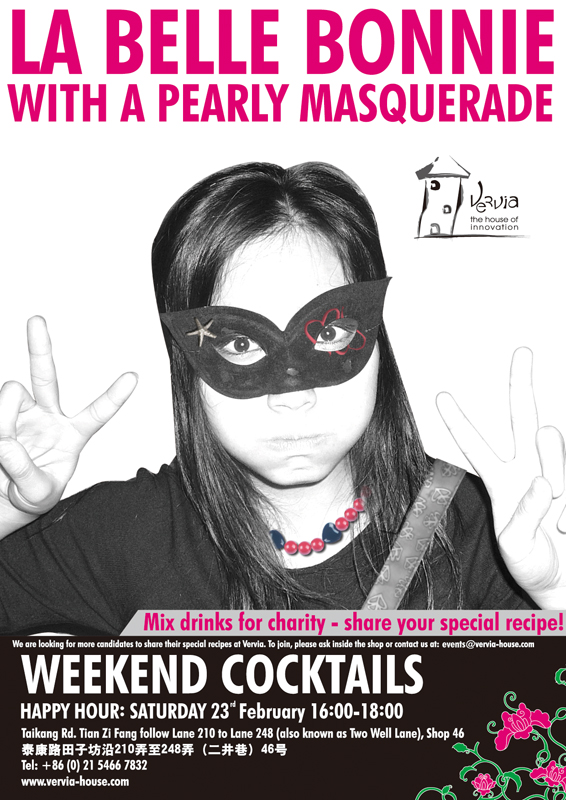 LA BELLE BONNIE
WITH A PEARLY MASQUERADE
Vervia
the house of
innovation
Mix drinks for charity - share your special recipe!
We are looking for more candidates to share their special recipes at Vervia. To join, please ask inside the shop or contact us at: events@vervia-house.com
WEEKEND COCKTAILS
HAPPY HOUR: SATURDAY 23rd February 16:00-18:00
Taikang Rd. Tian Zi Fang follow Lane 210 to Lane 248 (also known as Two Well Lane), Shop 46
泰康路田子坊沿210弄至248弄 (二井巷) 46号
Tel: +86 (0) 21 5466 7832
www.vervia-house.com